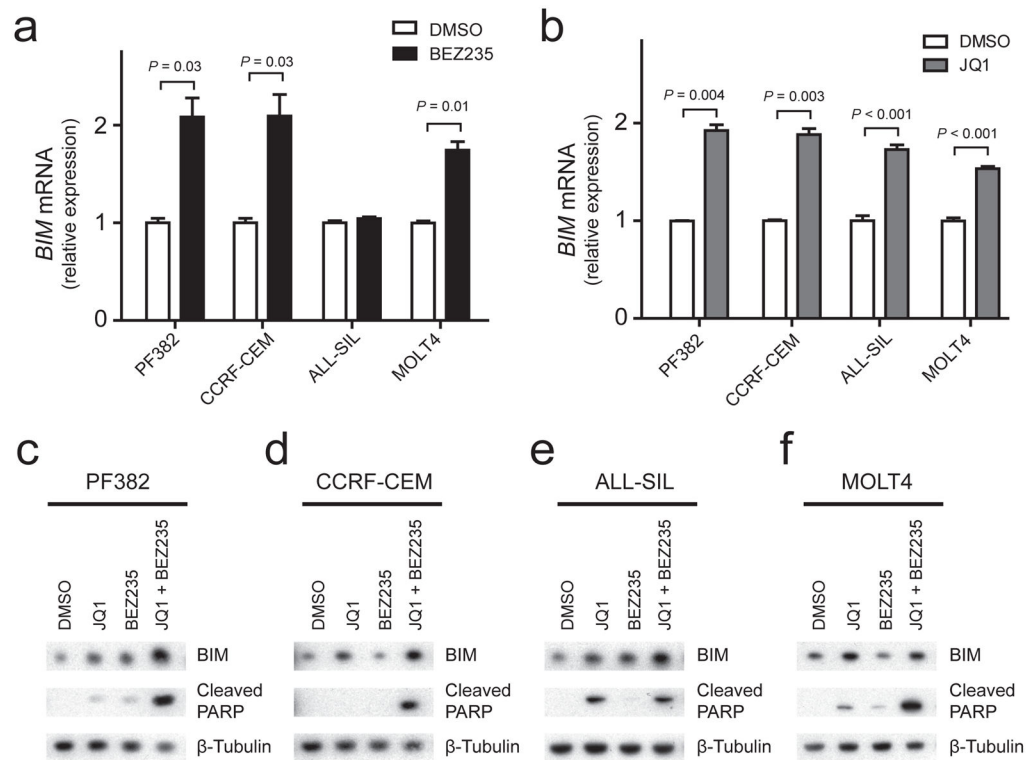 a
DMSO
BEZ235
P = 0.03
P = 0.03
P = 0.01
BIM mRNA
(relative expression)
2
1
0
PF382
CCRF-CEM
ALL-SIL
MOLT4
b
DMSO
JQ1
P = 0.004
P = 0.003
P < 0.001
P < 0.001
BIM mRNA
(relative expression)
2
1
0
PF382
CCRF-CEM
ALL-SIL
MOLT4
c
PF382
DMSO
JQ1
BEZ235
JQ1 + BEZ235
BIM
Cleaved
PARP
β-Tubulin
d
CCRF-CEM
DMSO
JQ1
BEZ235
JQ1 + BEZ235
BIM
Cleaved
PARP
β-Tubulin
e
ALL-SIL
DMSO
JQ1
BEZ235
JQ1 + BEZ235
BIM
Cleaved
PARP
β-Tubulin
f
MOLT4
DMSO
JQ1
BEZ235
JQ1 + BEZ235
BIM
Cleaved
PARP
β-Tubulin